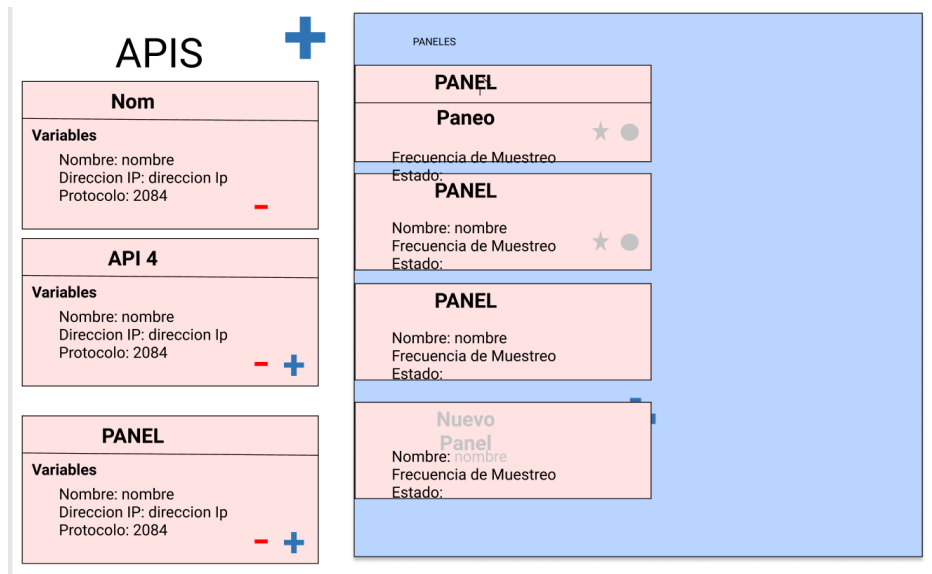 APIS
Nom
Variables
Nombre: nombre
Direccion IP: direccion Ip
Protocolo: 2084
API 4
Variables
Nombre: nombre
Direccion IP: direccion Ip
Protocolo: 2084
PANEL
Variables
Nombre: nombre
Direccion IP: direccion Ip
Protocolo: 2084
PANELES
PANEL
Paneo
Frecuencia de Muestreo
Estado:
PANEL
Nombre: nombre
Frecuencia de Muestreo
Estado:
PANEL
Nombre: nombre
Frecuencia de Muestreo
Estado:
Nuevo
Panel
Nombre: nombre
Frecuencia de Muestreo
Estado: